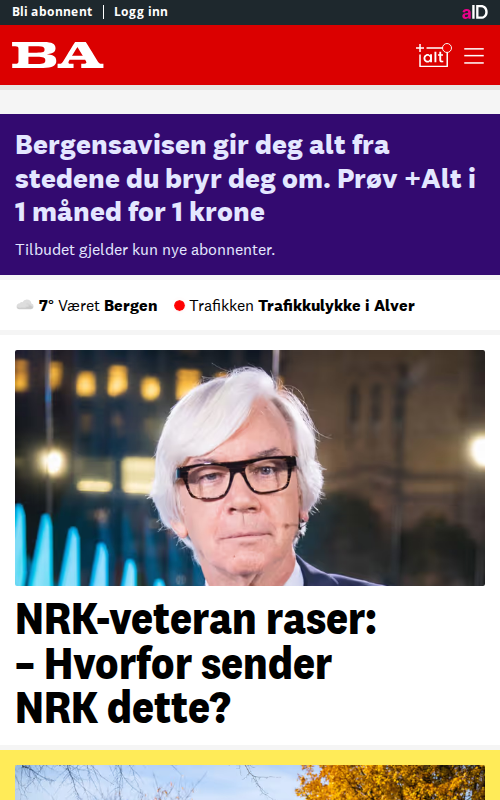 Bli abonnent | Logg inn
aID
BA
+alt
Bergensavisen gir deg alt fra
stedene du bryr deg om. Prøv +Alt i
1 måned for 1 krone
Tilbudet gjelder kun nye abonnenter.
7° Været Bergen
Trafikken Trafikkulykke i Alver
NRK-veteran raser:
– Hvorfor sender
NRK dette?